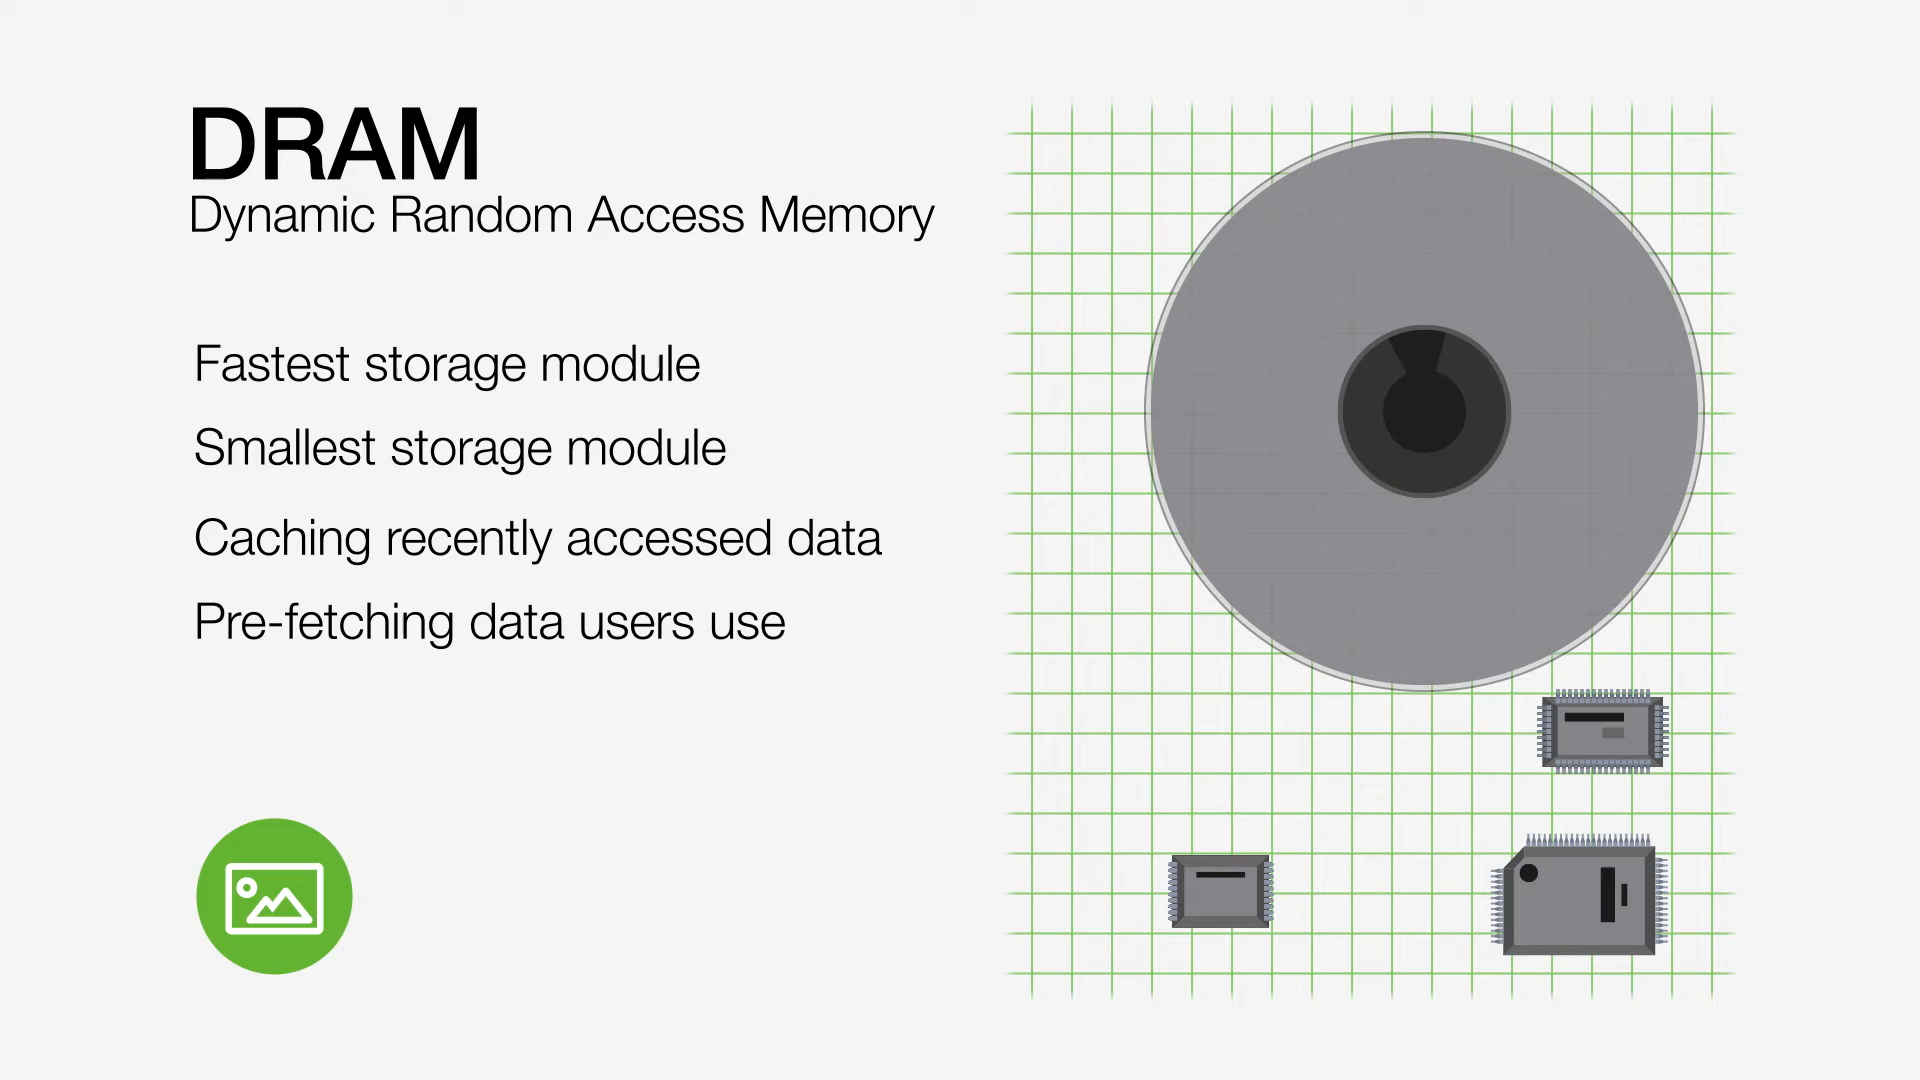 DRAM
Dynamic Random Access Memory
Fastest storage module
Smallest storage module
Caching recently accessed data
Pre-fetching data users use